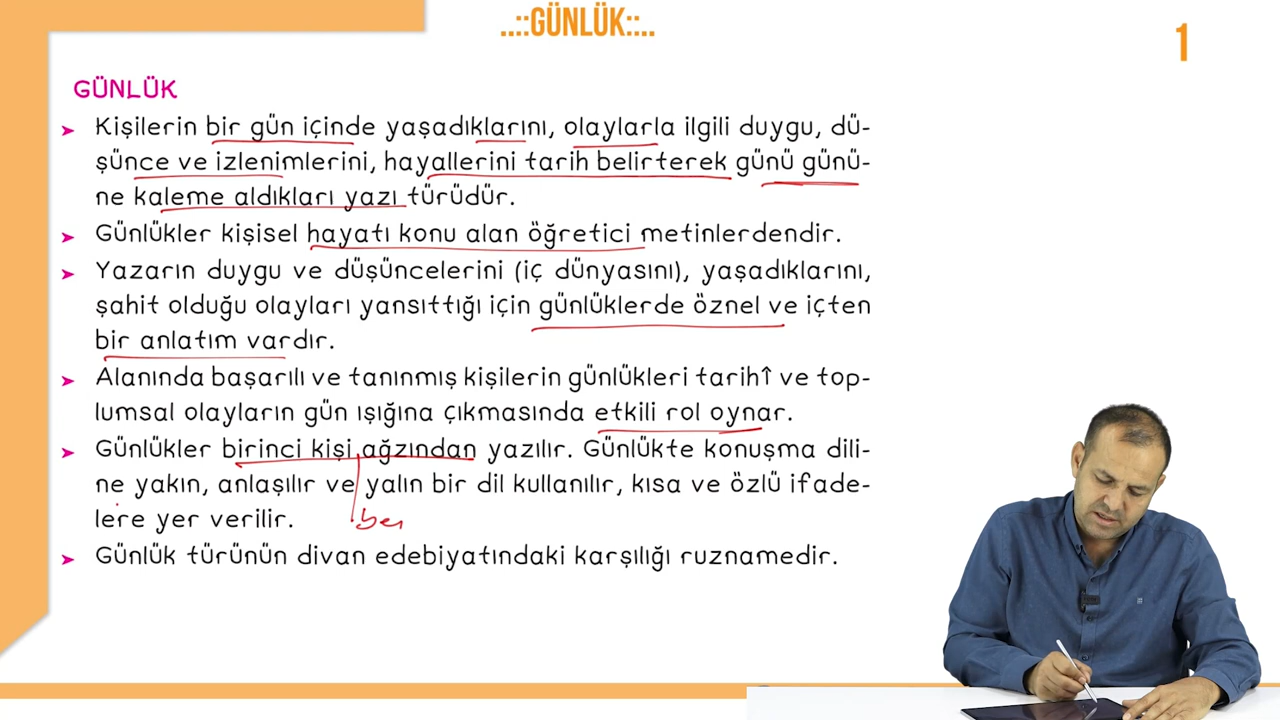 ..::GÜNLÜK::..
1
GÜNLÜK
➤ Kişilerin bir gün içinde yaşadıklarını, olaylarla ilgili duygu, dü-
şünce ve izlenimlerini, hayallerini tarih belirterek günü günü-
ne kaleme aldıkları yazı türüdür.
➤ Günlükler kişisel hayatı konu alan öğretici metinlerdendir.
➤ Yazarın duygu ve düşüncelerini (iç dünyasını), yaşadıklarını,
şahit olduğu olayları yansıttığı için günlüklerde öznel ve içten
bir anlatım vardır.
➤ Alanında başarılı ve tanınmış kişilerin günlükleri tarihî ve top-
lumsal olayların gün ışığına çıkmasında etkili rol oynar.
➤ Günlükler birinci kişi ağzından yazılır. Günlükte konuşma dili-
ne yakın, anlaşılır ve yalın bir dil kullanılır, kısa ve özlü ifade-
lere yer verilir.
ben
➤ Günlük türünün divan edebiyatındaki karşılığı ruznamedir.